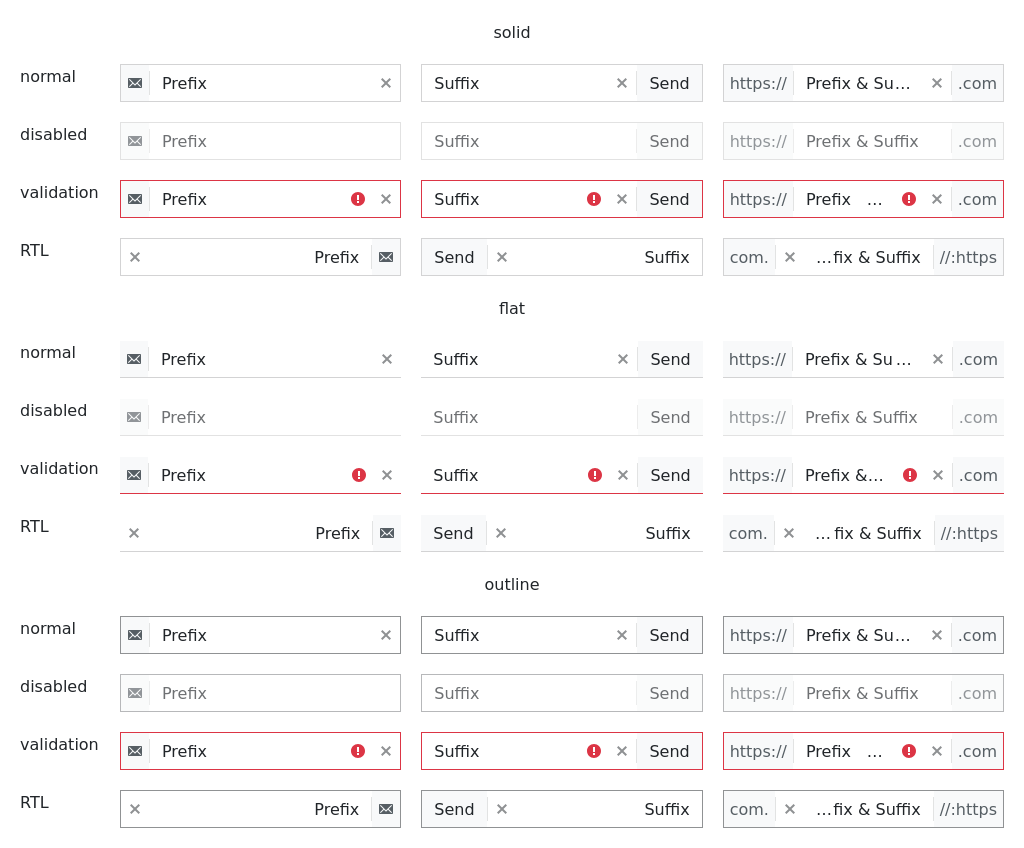 solid
normal Prefix Suffix Send https:// Prefix & Su... .com
disabled Prefix Suffix Send https:// Prefix & Suffix .com
validation Prefix Suffix Send https:// Prefix ... .com
RTL Prefix Send Suffix com. ...fix & Suffix //:https
flat
normal Prefix Suffix Send https:// Prefix & Su... .com
disabled Prefix Suffix Send https:// Prefix & Suffix .com
validation Prefix Suffix Send https:// Prefix &... .com
RTL Prefix Send Suffix com. ...fix & Suffix //:https
outline
normal Prefix Suffix Send https:// Prefix & Su... .com
disabled Prefix Suffix Send https:// Prefix & Suffix .com
validation Prefix Suffix Send https:// Prefix ... .com
RTL Prefix Send Suffix com. ...fix & Suffix //:https